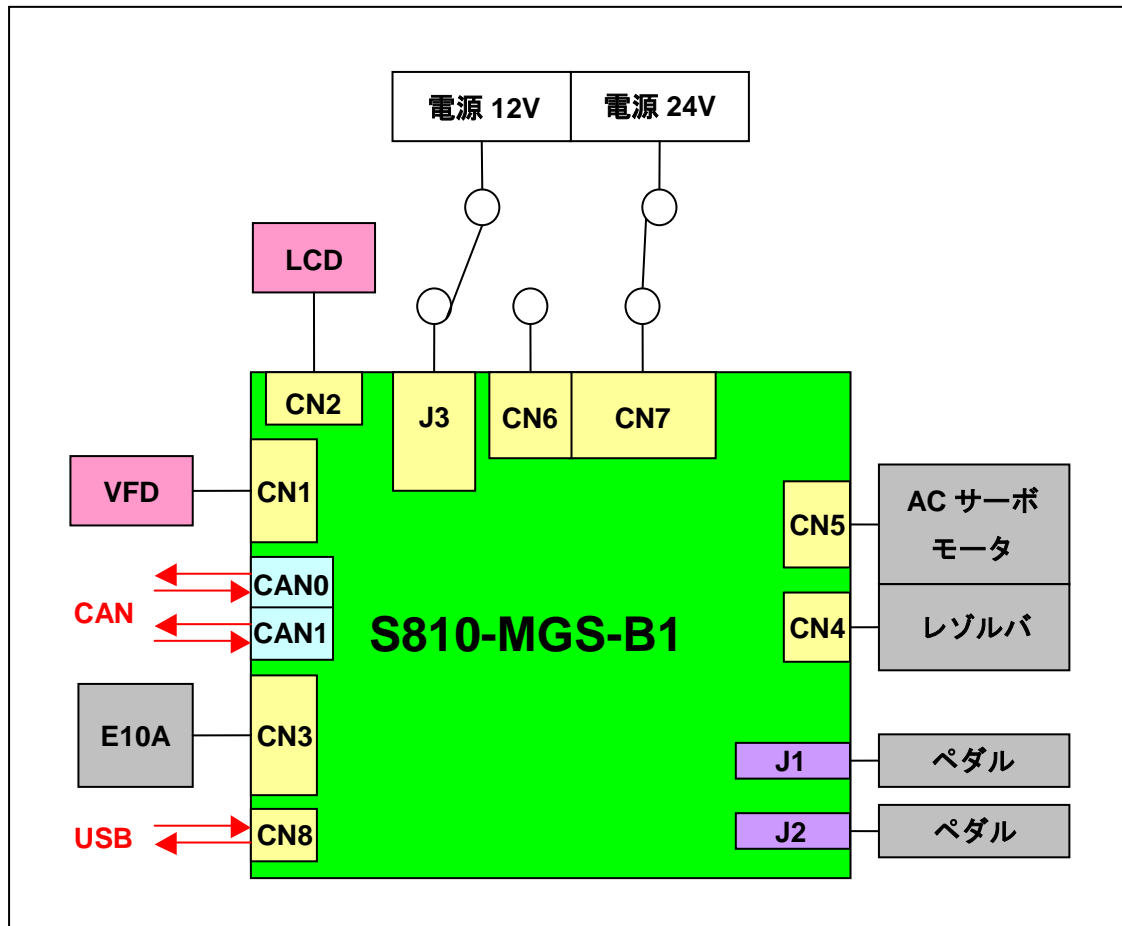 電源 12V
電源 24V
LCD
CN2
J3
CN6
CN7
VFD
CN1
CN5
AC サーボ
モータ
CAN
CAN0
CAN1
S810-MGS-B1
CN4
レゾルバ
E10A
CN3
J1
ペダル
USB
CN8
J2
ペダル